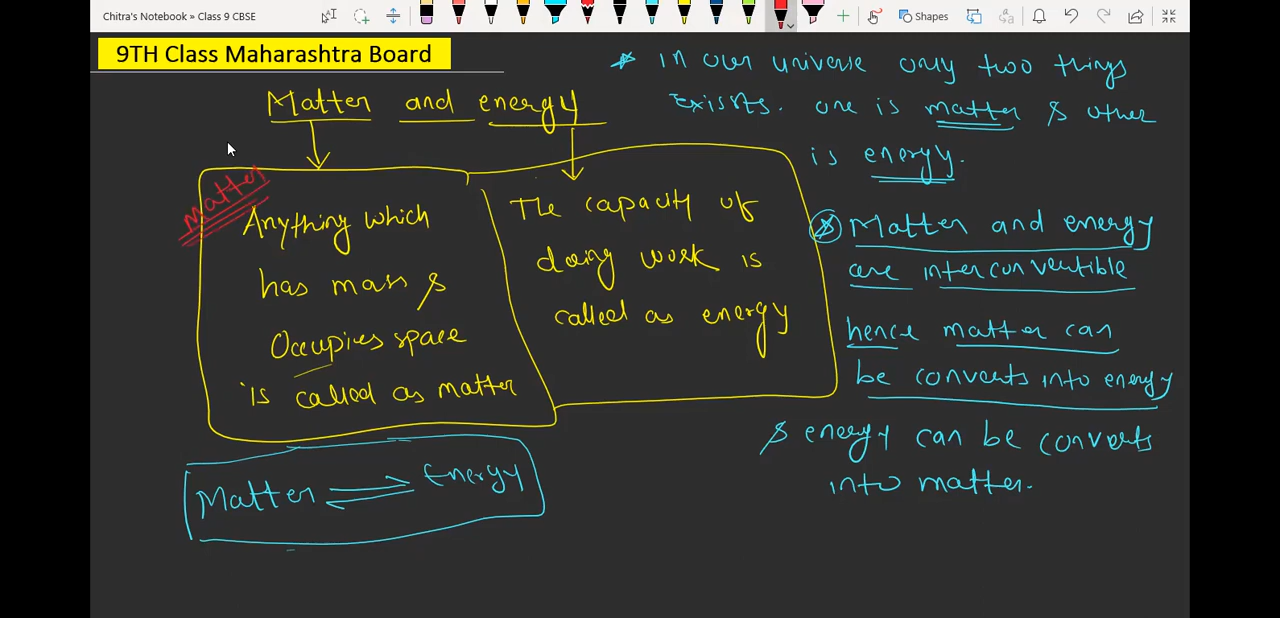 Chitra's Notebook » Class 9 CBSE
Shapes
9TH Class Maharashtra Board
Matter and energy
Matter
Anything which
has mass &
Occupies space
is called as matter
The capacity of
doing work is
called as energy
Matter ⇌ Energy
* In our universe only two things
Exisits. one is matter & other
is energy.
* Matter and energy
are interconvertible
hence matter can
be converts into energy
& energy can be converts
into matter.